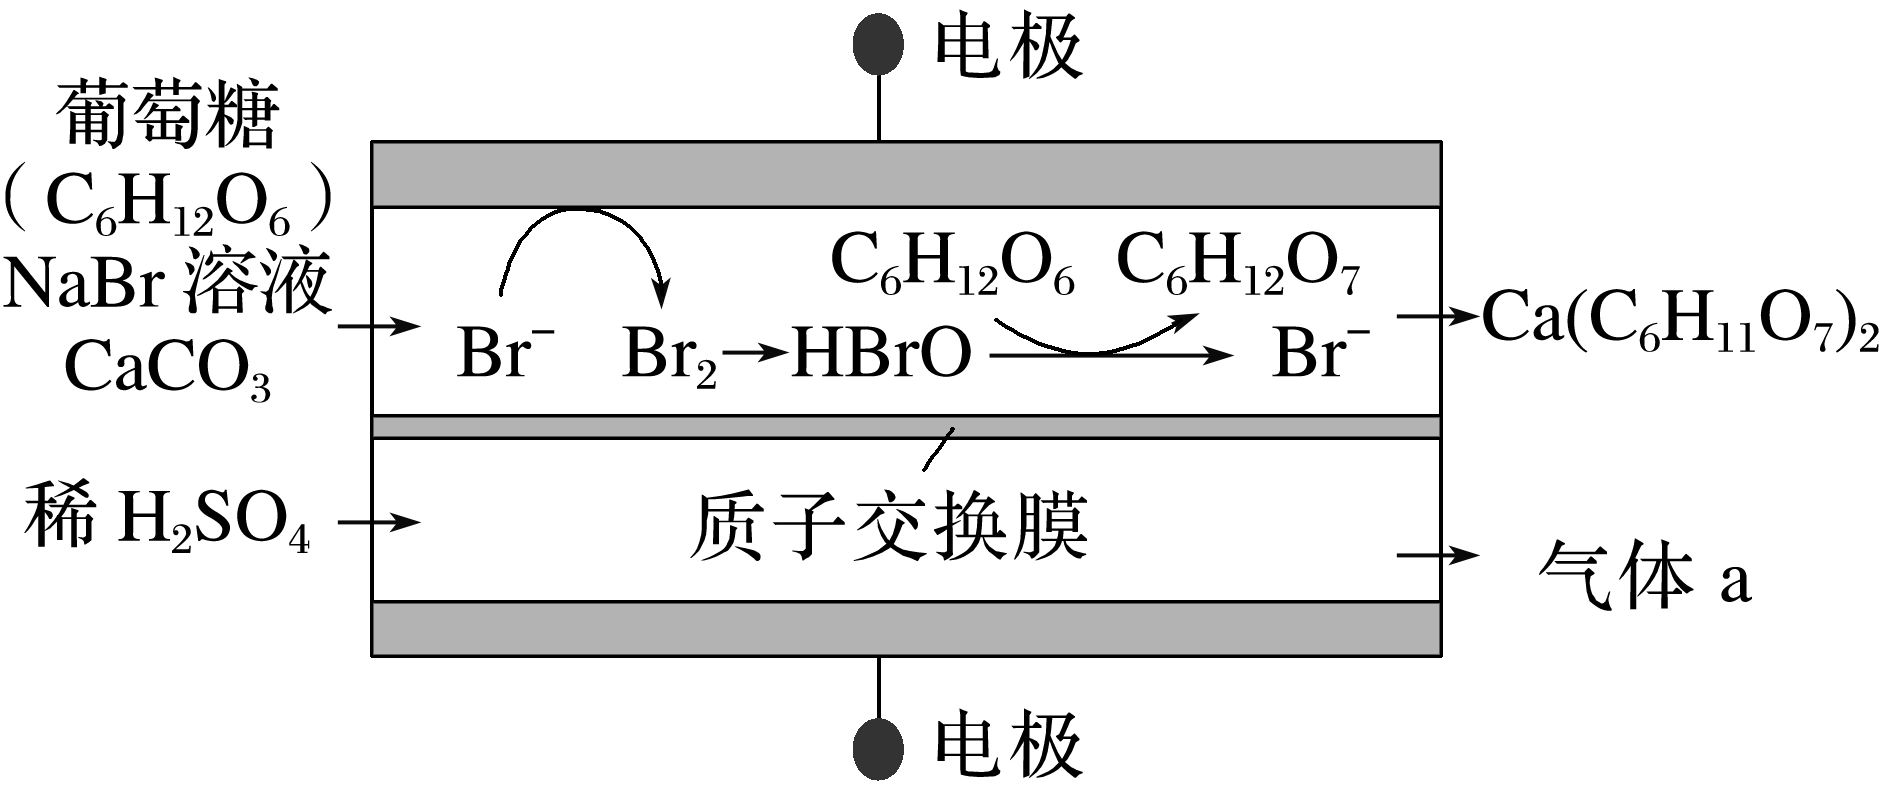 电极
葡萄糖
(C₆H₁₂O₆)
NaBr 溶液
CaCO₃
C₆H₁₂O₆ C₆H₁₂O₇
Br⁻ Br₂ HBrO Br⁻
Ca(C₆H₁₁O₇)₂
稀 H₂SO₄
质子交换膜
气体 a
电极